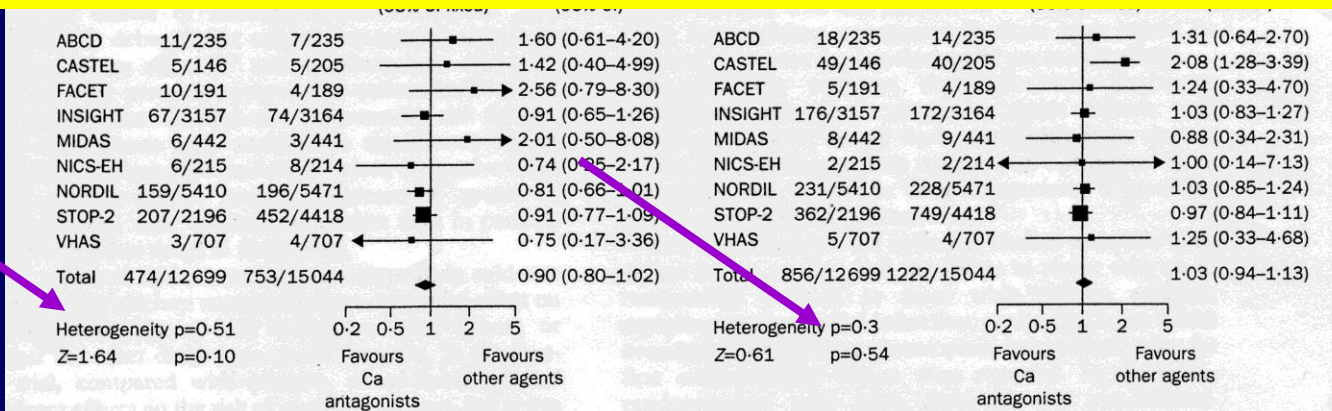 ABCD 11/235 7/235 1·60 (0·61–4·20)
CASTEL 5/146 5/205 1·42 (0·40–4·99)
FACET 10/191 4/189 2·56 (0·79–8·30)
INSIGHT 67/3157 74/3164 0·91 (0·65–1·26)
MIDAS 6/442 3/441 2·01 (0·50–8·08)
NICS-EH 6/215 8/214 0·74 –2·17)
NORDIL 159/5410 196/5471 0·81 (0·66–1·01)
STOP-2 207/2196 452/4418 0·91 (0·77–1·09)
VHAS 3/707 4/707 0·75 (0·17–3·36)
Total 474/12 699 753/15 044 0·90 (0·80–1·02)
0·2 0·5 1 2 5
Heterogeneity p=0·51
Z=1·64 p=0·10
Favours Ca antagonists
Favours other agents
ABCD 18/235 14/235 1·31 (0·64–2·70)
CASTEL 49/146 40/205 2·08 (1·28–3·39)
FACET 5/191 4/189 1·24 (0·33–4·70)
INSIGHT 176/3157 172/3164 1·03 (0·83–1·27)
MIDAS 8/442 9/441 0·88 (0·34–2·31)
NICS-EH 2/215 2/214 1·00 (0·14–7·13)
NORDIL 231/5410 228/5471 1·03 (0·85–1·24)
STOP-2 362/2196 749/4418 0·97 (0·84–1·11)
VHAS 5/707 4/707 1·25 (0·33–4·68)
Total 856/12 699 1222/15 044 1·03 (0·94–1·13)
0·2 0·5 1 2 5
Heterogeneity p=0·3
Z=0·61 p=0·54
Favours Ca antagonists
Favours other agents